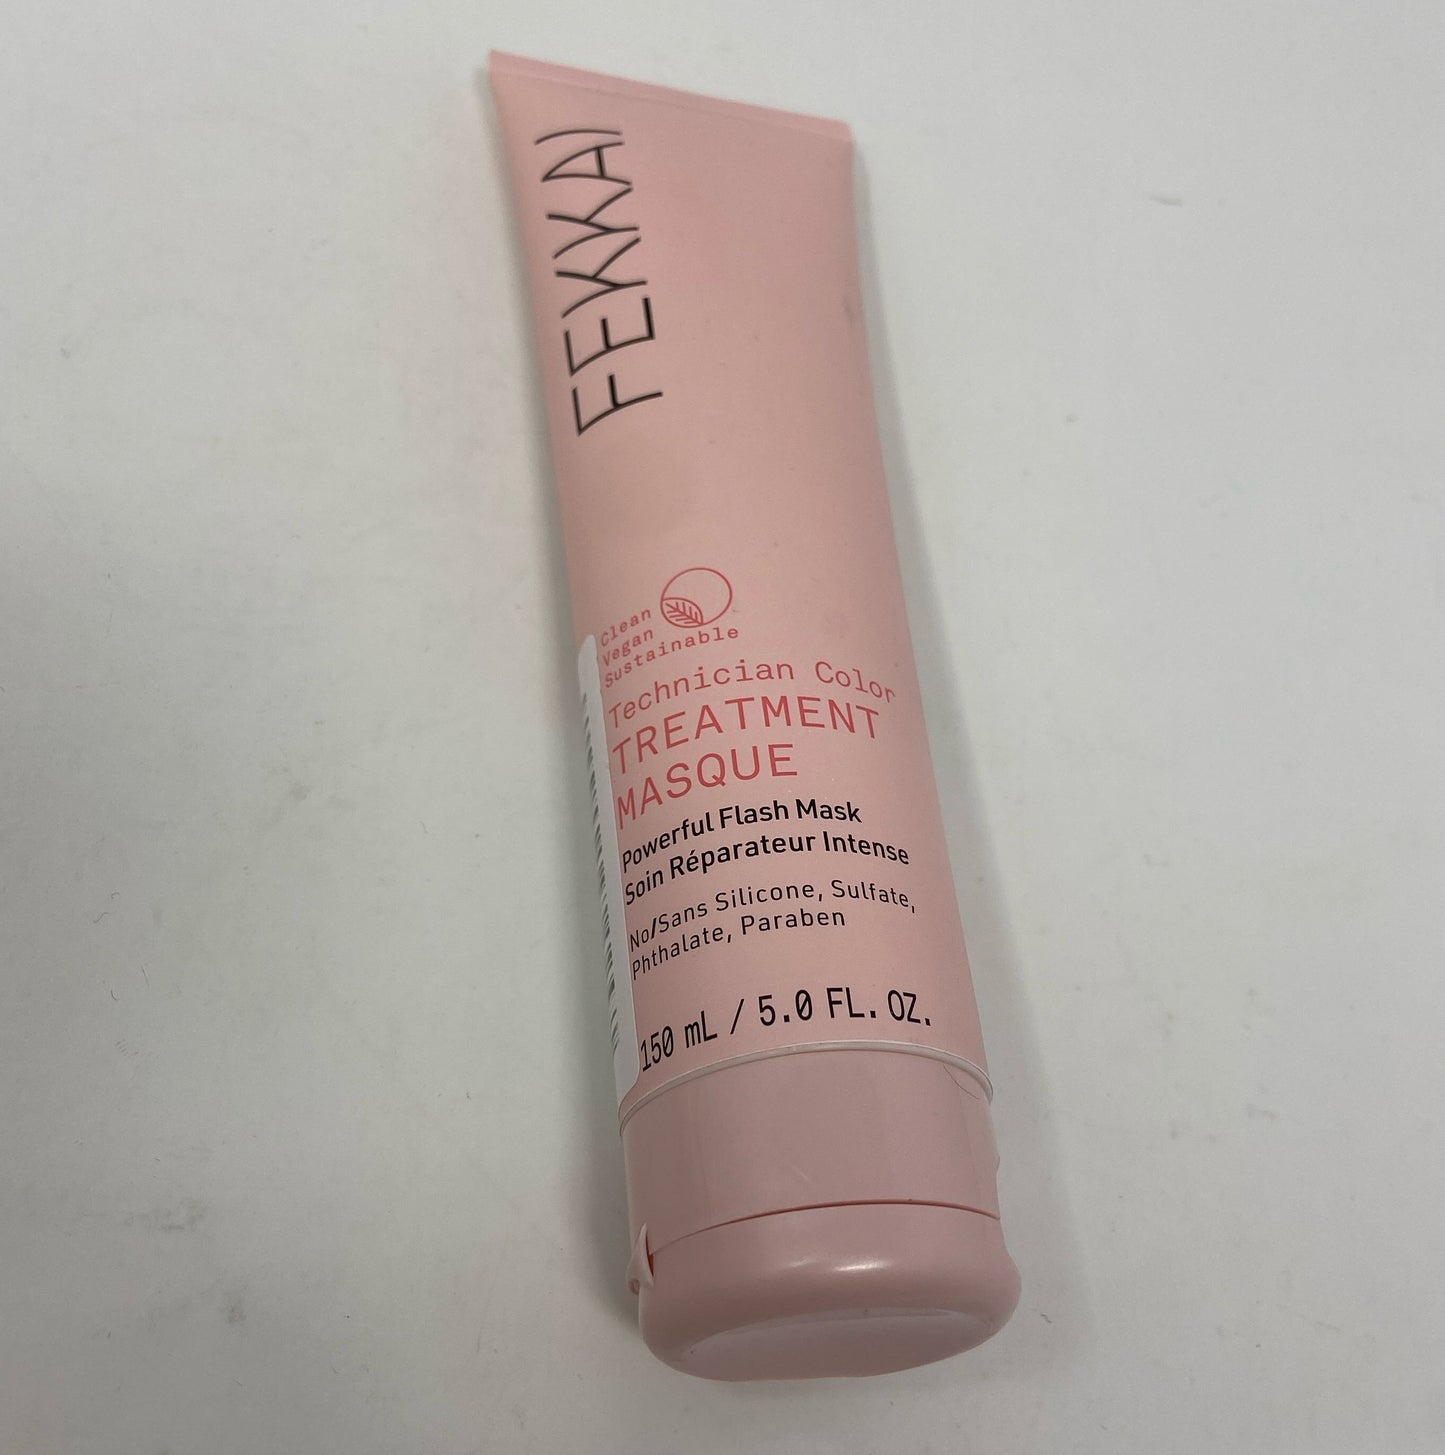 FEKKAI
Clean
Vegan
Sustainable
Technician Color
TREATMENT
MASQUE
Powerful Flash Mask
Soin Réparateur Intense
No/Sans Silicone, Sulfate,
Phthalate, Paraben
150 mL / 5.0 FL. OZ.